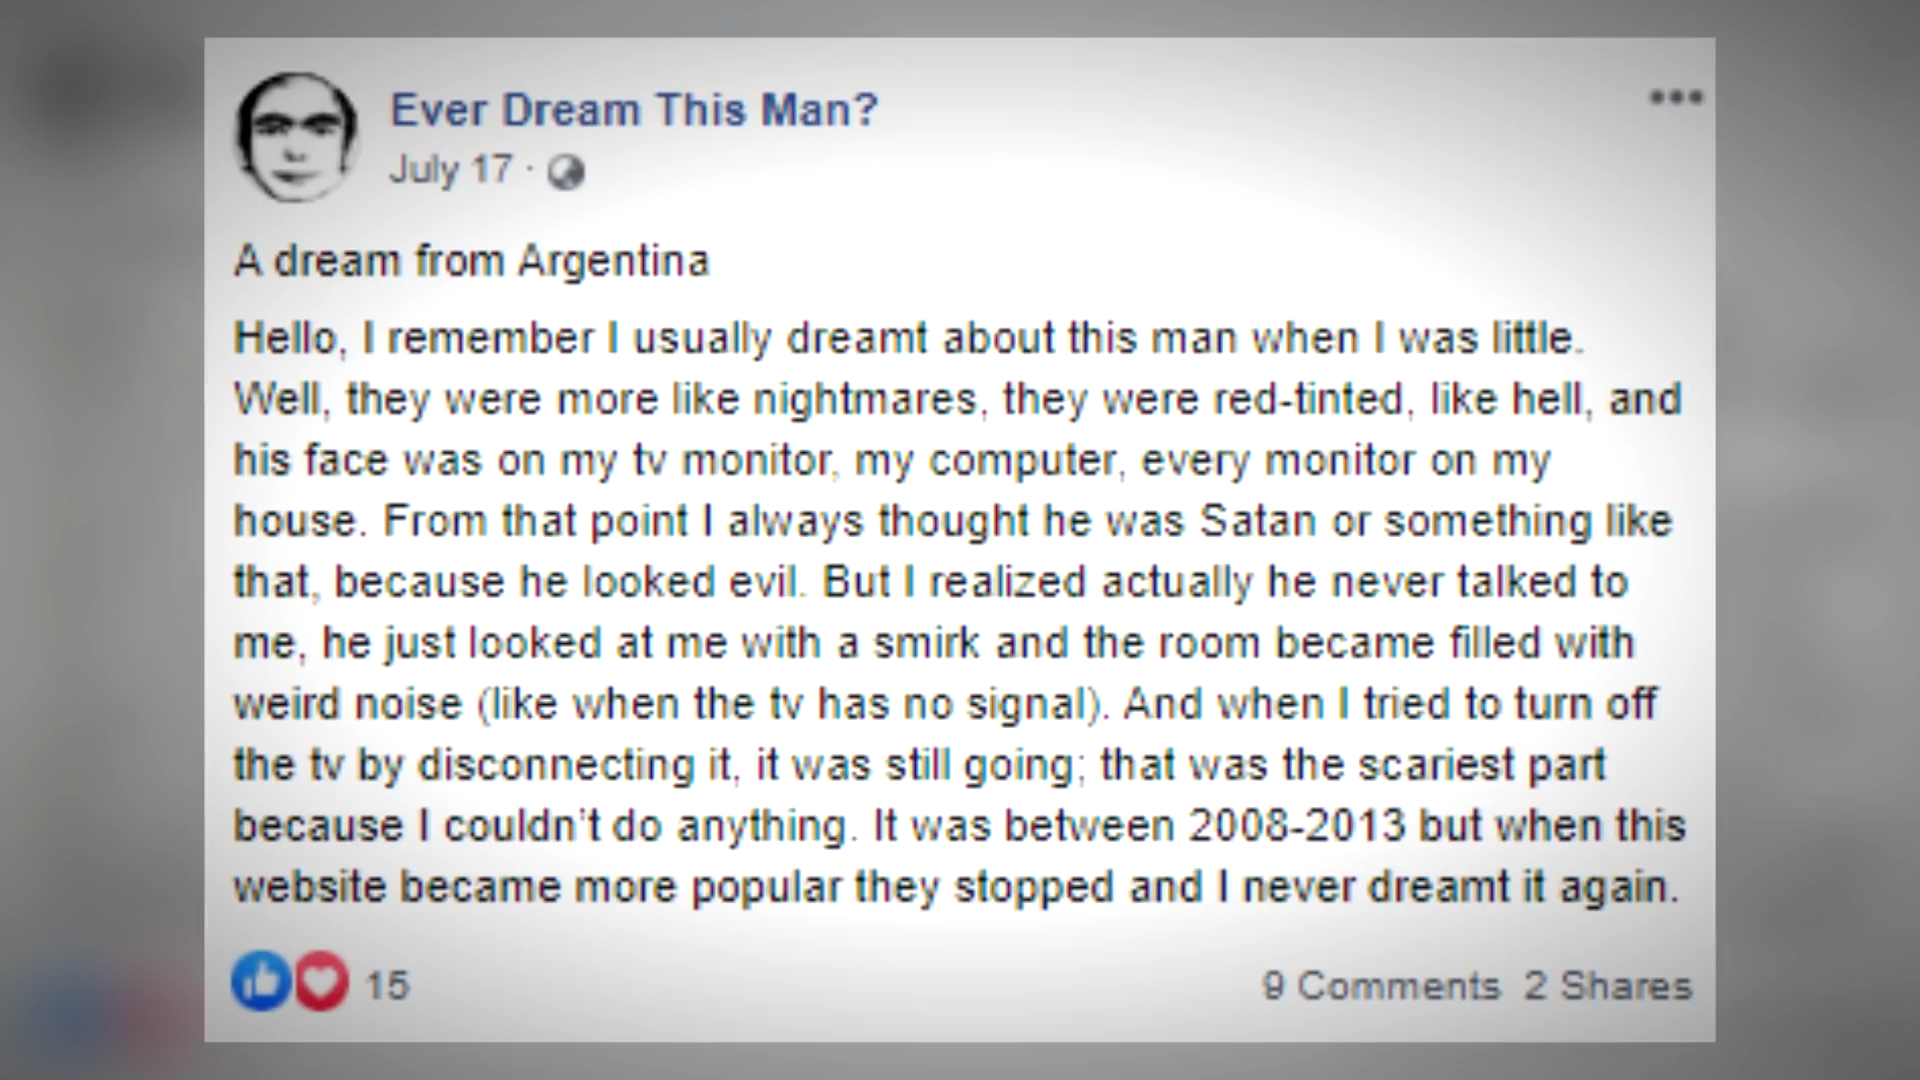 Ever Dream This Man?
July 17 ·
A dream from Argentina
Hello, I remember I usually dreamt about this man when I was little.
Well, they were more like nightmares, they were red-tinted, like hell, and
his face was on my tv monitor, my computer, every monitor on my
house. From that point I always thought he was Satan or something like
that, because he looked evil. But I realized actually he never talked to
me, he just looked at me with a smirk and the room became filled with
weird noise (like when the tv has no signal). And when I tried to turn off
the tv by disconnecting it, it was still going; that was the scariest part
because I couldn't do anything. It was between 2008-2013 but when this
website became more popular they stopped and I never dreamt it again.
15
9 Comments 2 Shares